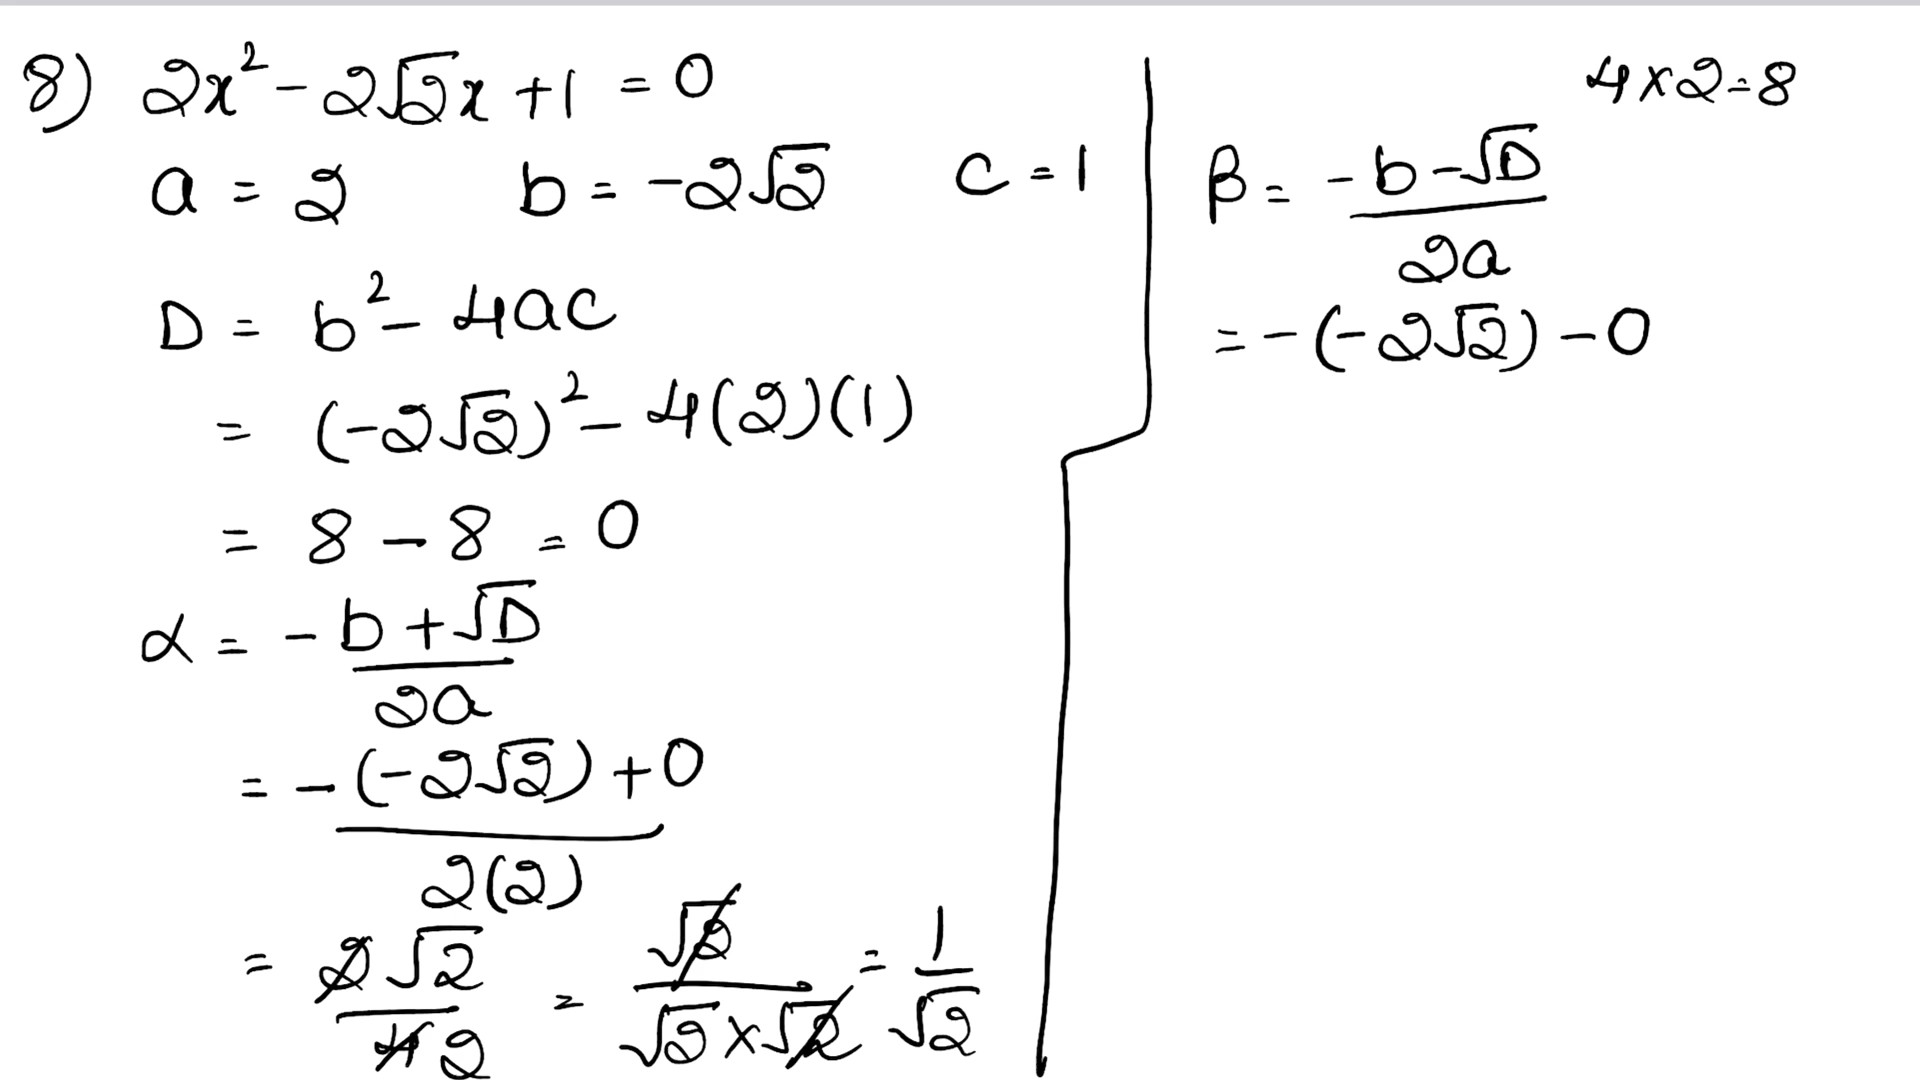 8) 2x² - 2√2x + 1 = 0
a = 2 b = -2√2 c = 1
D = b² - 4ac
= (-2√2)² - 4(2)(1)
= 8 - 8 = 0
α = -b + √D
2a
= -(-2√2) + 0
2(2)
= 2√2 = √2 = 1
4 2 √2 × √2 √2
4 × 2 = 8
β = -b - √D
2a
= -(-2√2) - 0